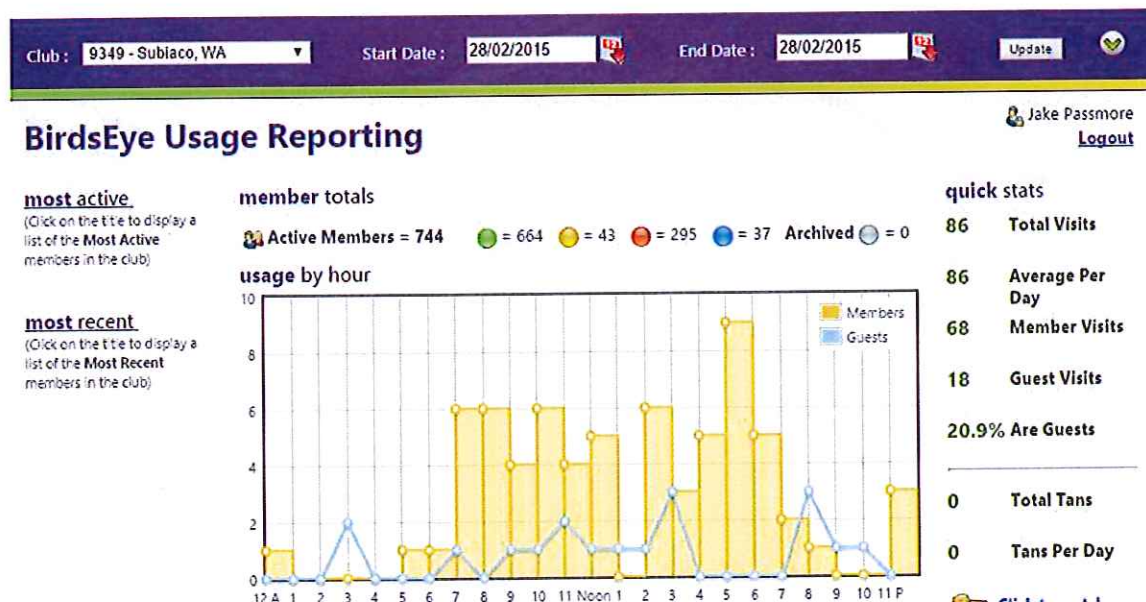 Club : 9349 - Subiaco, WA Start Date : 28/02/2015 End Date : 28/02/2015 Update
Jake Passmore
Logout
BirdsEye Usage Reporting
most active
(Click on the title to display a
list of the Most Active
members in the club)
most recent
(Click on the title to display a
list of the Most Recent
members in the club)
member totals
Active Members = 744 = 664 = 43 = 295 = 37 Archived = 0
usage by hour
Members
Guests
10
8
6
4
2
0
12 A 1 2 3 4 5 6 7 8 9 10 11 Noon 1 2 3 4 5 6 7 8 9 10 11 P
quick stats
86 Total Visits
86 Average Per
Day
68 Member Visits
18 Guest Visits
20.9% Are Guests
0 Total Tans
0 Tans Per Day